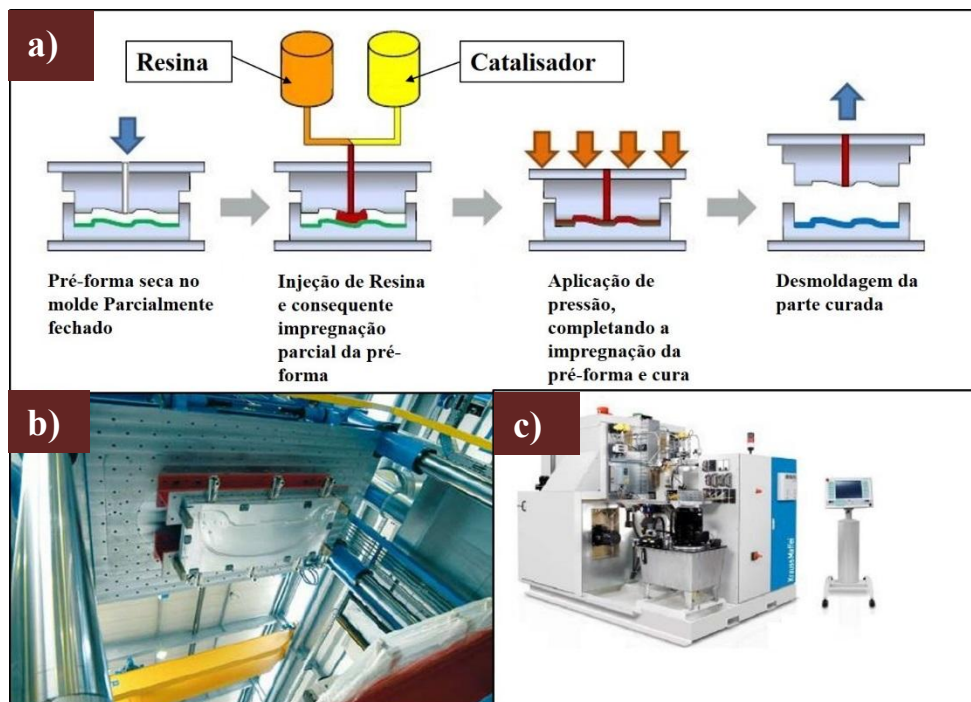 a)
Resina
Catalisador
Pré-forma seca no
molde Parcialmente
fechado
Injeção de Resina
e consequente
impregnação
parcial da pré-
forma
Aplicação de
pressão,
completando a
impregnação da
pré-forma e cura
Desmoldagem da
parte curada
b)
c)
KraussMaffei